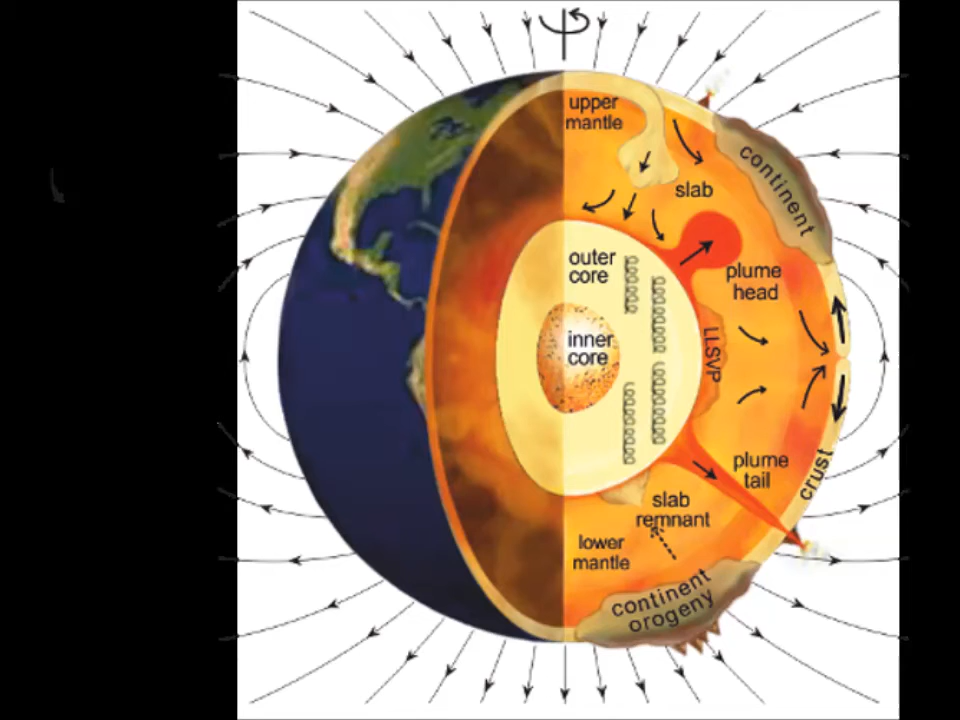 upper
mantle
continent
slab
outer
core
plume
head
inner
core
LLSVP
plume
tail
crust
slab
remnant
lower
mantle
continent
orogeny